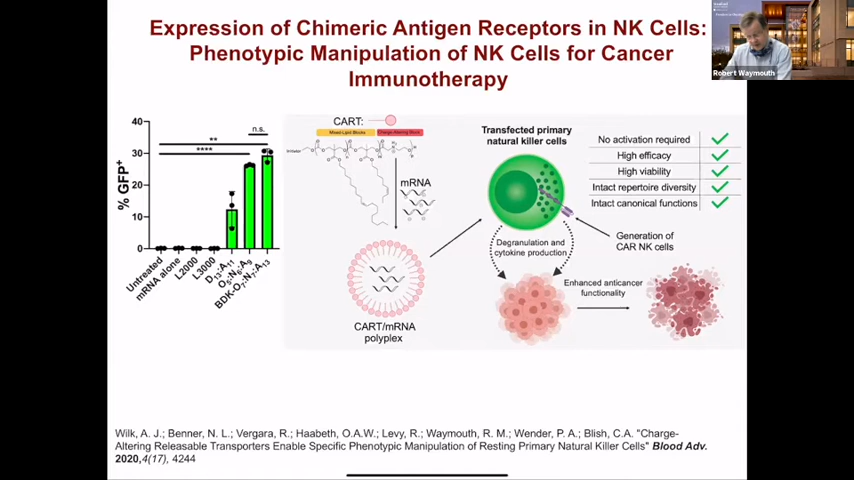 Expression of Chimeric Antigen Receptors in NK Cells:
Phenotypic Manipulation of NK Cells for Cancer
Immunotherapy
Robert Waymouth
% GFP+
40
30
20
10
0
**
****
n.s.
Untreated
mRNA alone
L2000
L3000
D13:A11
O5:N6:A9
BDK-O7:N7:A13
CART:
Mixed Lipid Blocks
Charge-Altering Block
Initiator
mRNA
CART/mRNA
polyplex
Transfected primary
natural killer cells
Degranulation and
cytokine production
No activation required
High efficacy
High viability
Intact repertoire diversity
Intact canonical functions
Generation of
CAR NK cells
Enhanced anticancer
functionality
Wilk, A. J.; Benner, N. L.; Vergara, R.; Haabeth, O.A.W.; Levy, R.; Waymouth, R. M.; Wender, P. A.; Blish, C.A. "Charge-
Altering Releasable Transporters Enable Specific Phenotypic Manipulation of Resting Primary Natural Killer Cells" Blood Adv.
2020,4(17), 4244